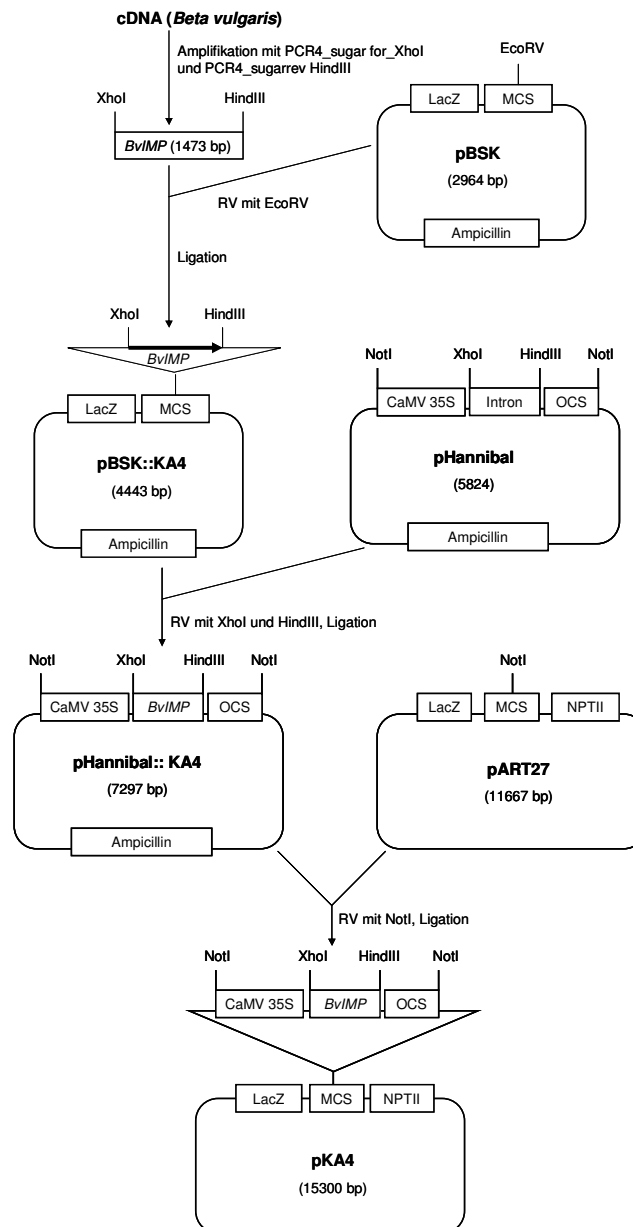 cDNA (Beta vulgaris)
Amplifikation mit PCR4_sugar for_XhoI
und PCR4_sugarrev HindIII
EcoRV
XhoI HindIII
LacZ MCS
BvIMP (1473 bp)
pBSK
(2964 bp)
RV mit EcoRV
Ampicillin
Ligation
XhoI HindIII
BvIMP
NotI XhoI HindIII NotI
LacZ MCS
CaMV 35S Intron OCS
pBSK::KA4
(4443 bp)
pHannibal
(5824)
Ampicillin
Ampicillin
RV mit XhoI und HindIII, Ligation
NotI XhoI HindIII NotI
NotI
CaMV 35S BvIMP OCS
LacZ MCS NPTII
pHannibal:: KA4
(7297 bp)
pART27
(11667 bp)
Ampicillin
RV mit NotI, Ligation
NotI XhoI HindIII NotI
CaMV 35S BvIMP OCS
LacZ MCS NPTII
pKA4
(15300 bp)